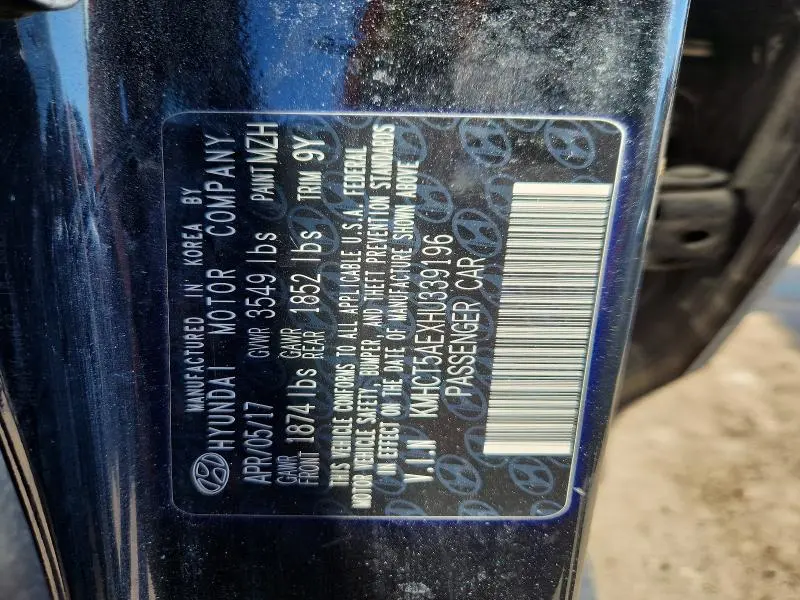 MANUFACTURED IN KOREA BY
HYUNDAI MOTOR COMPANY
APR/05/17 GVWR 3549 lbs PAINT MZH
GAWR FRONT 1874 lbs GAWR REAR 1852 lbs TRIM 9Y
THIS VEHICLE CONFORMS TO ALL APPLICABLE U.S.A. FEDERAL
MOTOR VEHICLE SAFETY, BUMPER, AND THEFT PREVENTION STANDARDS
IN EFFECT ON THE DATE OF MANUFACTURE SHOWN ABOVE
V.I.N KMHCT5AEXHU339196
PASSENGER CAR